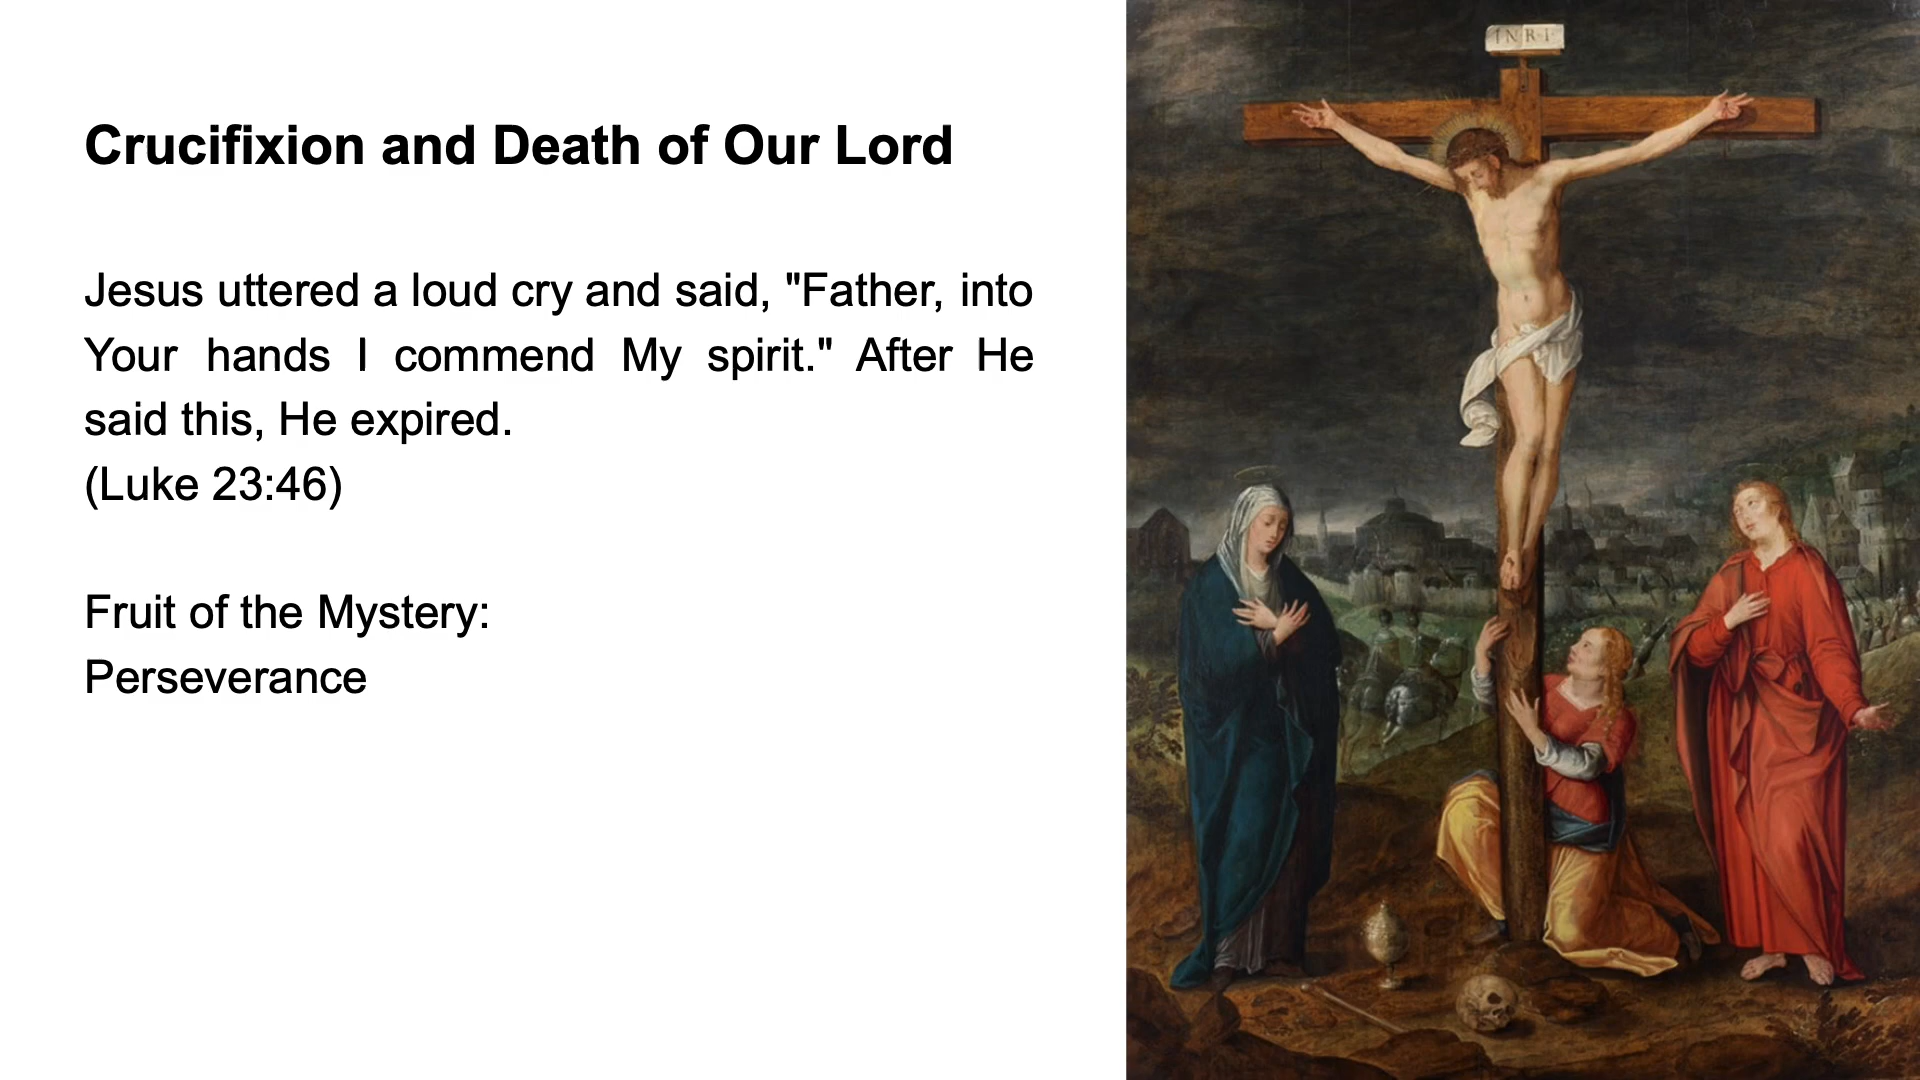 Crucifixion and Death of Our Lord
Jesus uttered a loud cry and said, "Father, into
Your hands I commend My spirit." After He
said this, He expired.
(Luke 23:46)
Fruit of the Mystery:
Perseverance
INRI